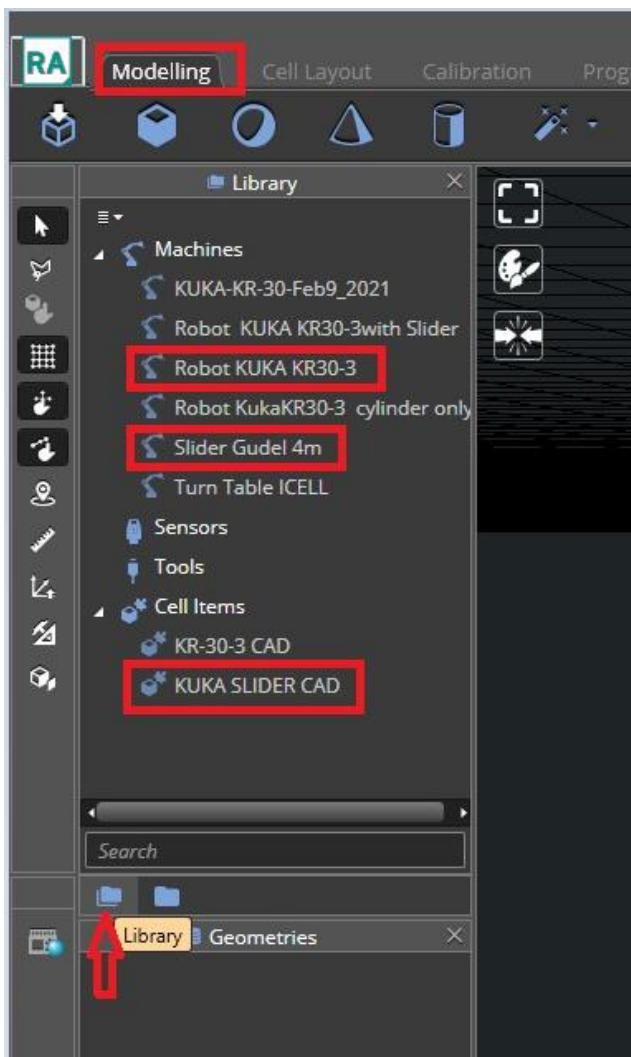 RA
Modelling
Cell Layout
Calibration
Prog
Library
Machines
KUKA-KR-30-Feb9_2021
Robot KUKA KR30-3with Slider
Robot KUKA KR30-3
Robot KukaKR30-3 cylinder only
Slider Gudel 4m
Turn Table ICELL
Sensors
Tools
Cell Items
KR-30-3 CAD
KUKA SLIDER CAD
Search
Library
Geometries